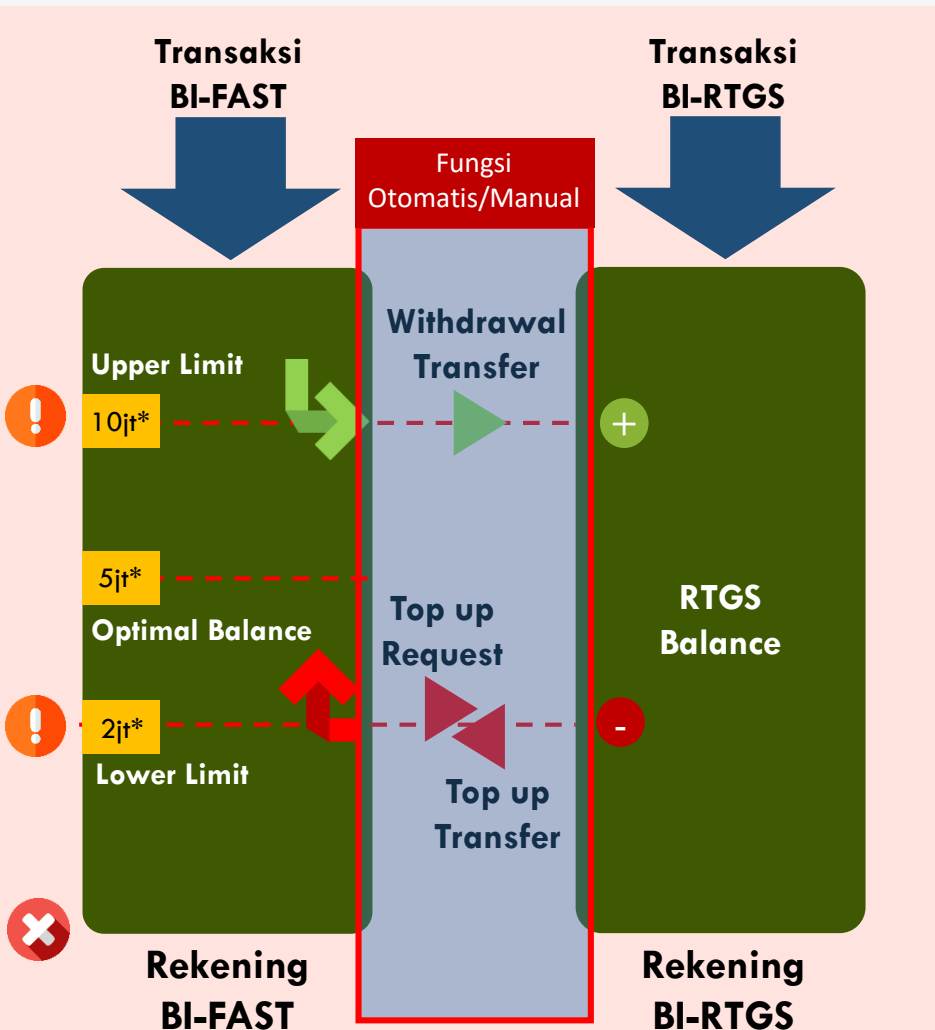 Transaksi
BI-FAST
Transaksi
BI-RTGS
Fungsi
Otomatis/Manual
Withdrawal
Transfer
Upper Limit
10jt*
+
5jt*
Optimal Balance
Top up
Request
RTGS
Balance
2jt*
-
Lower Limit
Top up
Transfer
Rekening
BI-FAST
Rekening
BI-RTGS